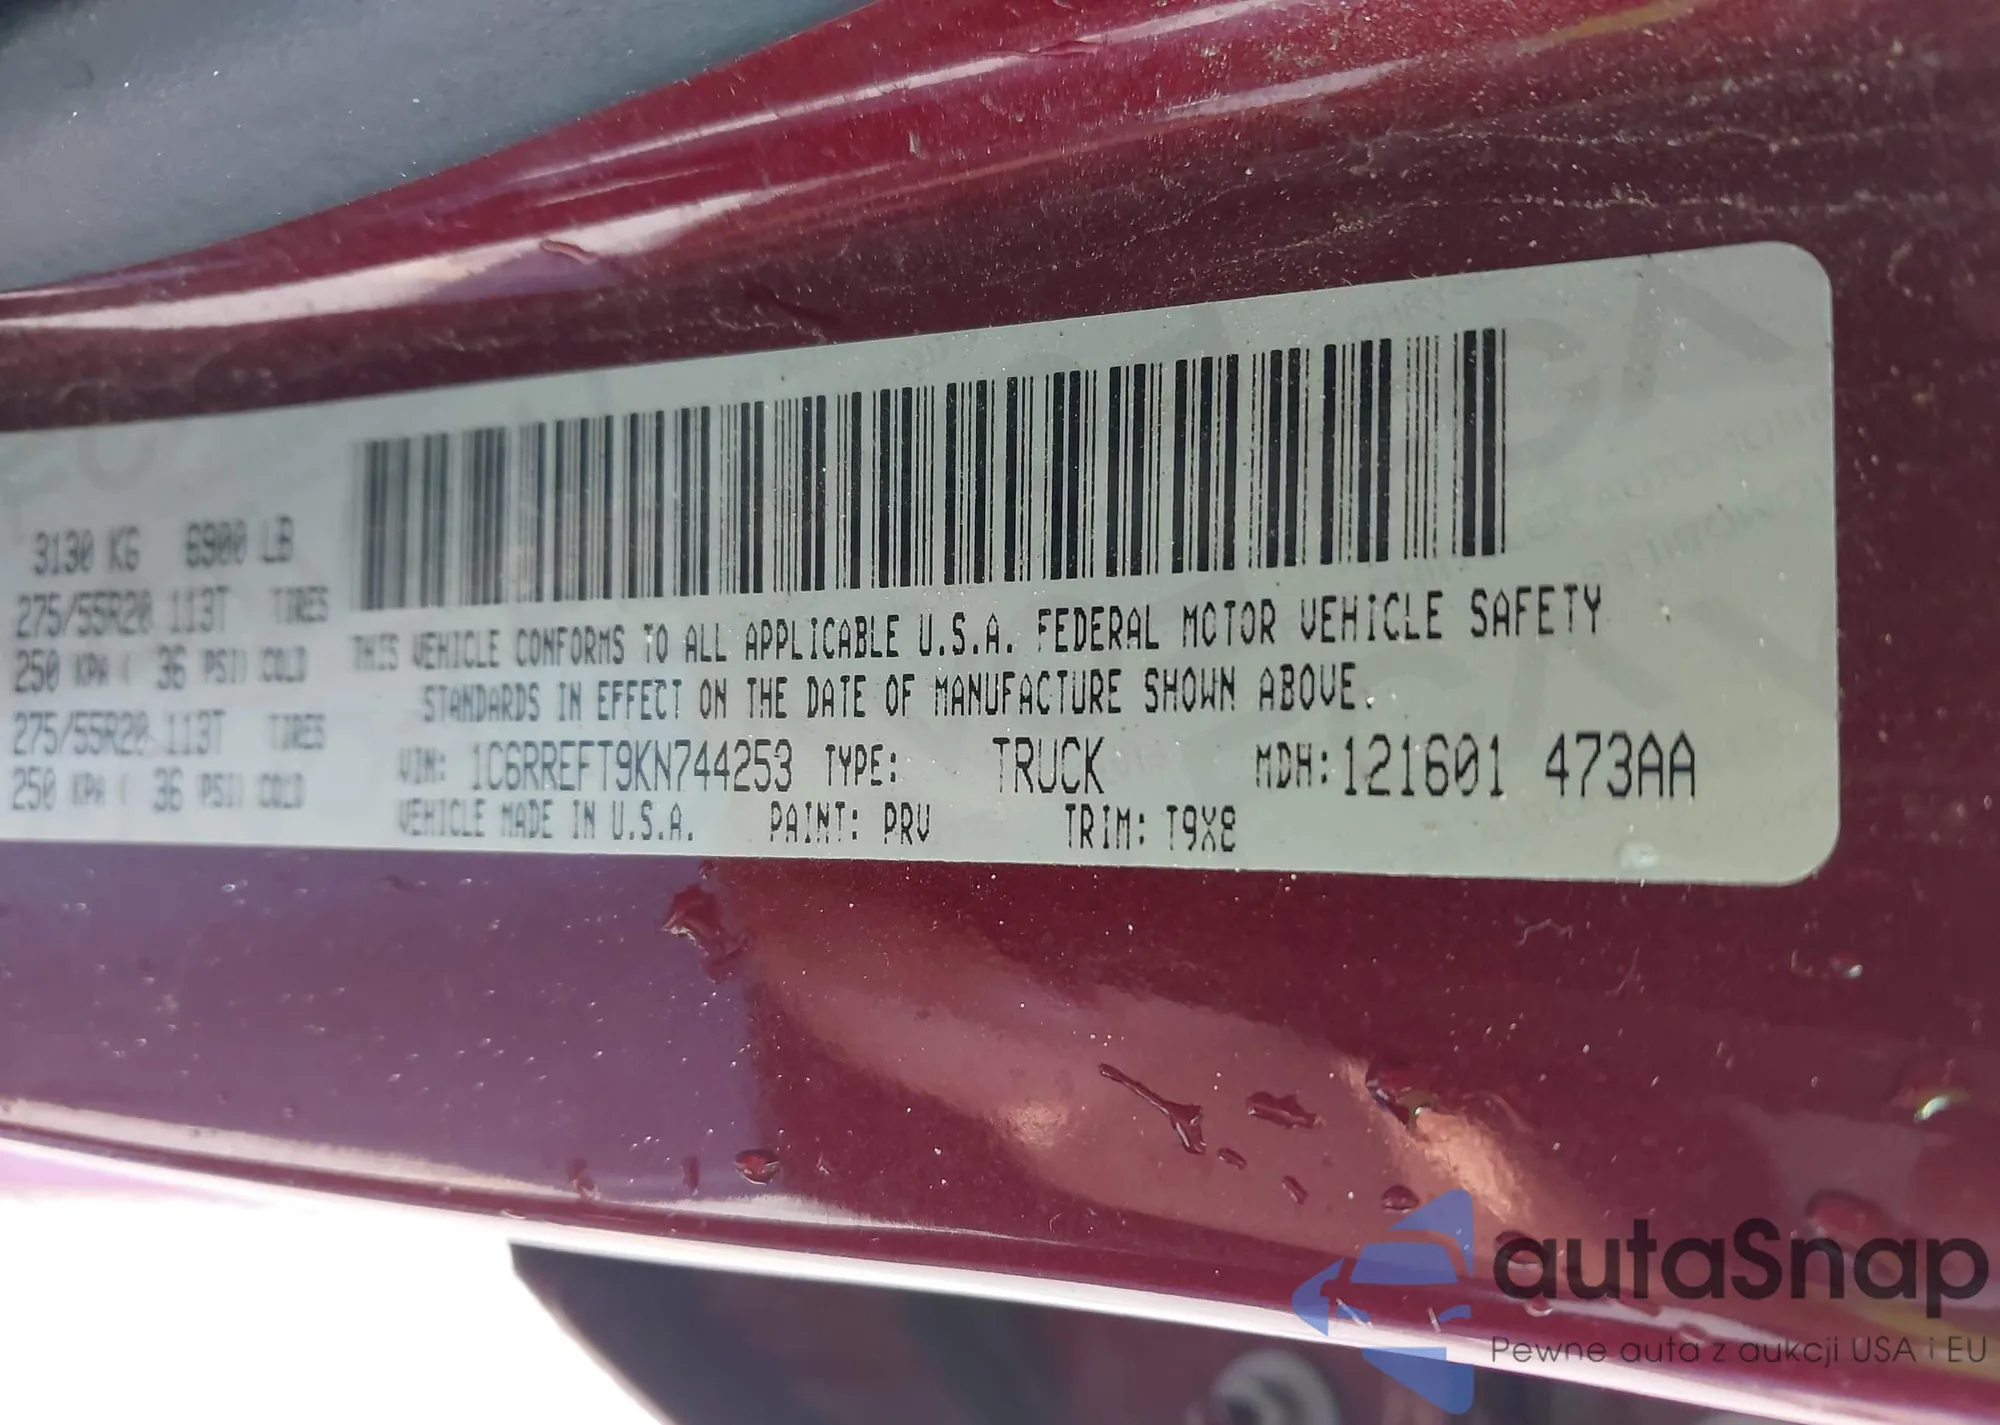 3130 KG 6900 LB
275/55R20 113T TIRES
250 KPA ( 36 PSI) COLD
275/55R20 113T TIRES
250 KPA ( 36 PSI) COLD
THIS VEHICLE CONFORMS TO ALL APPLICABLE U.S.A. FEDERAL MOTOR VEHICLE SAFETY
STANDARDS IN EFFECT ON THE DATE OF MANUFACTURE SHOWN ABOVE.
VIN: 1C6RREFT9KN744253 TYPE: TRUCK MDH: 121601 473AA
VEHICLE MADE IN U.S.A. PAINT: PRV TRIM: T9X8
autaSnap
Pewne auta z aukcji USA i EU